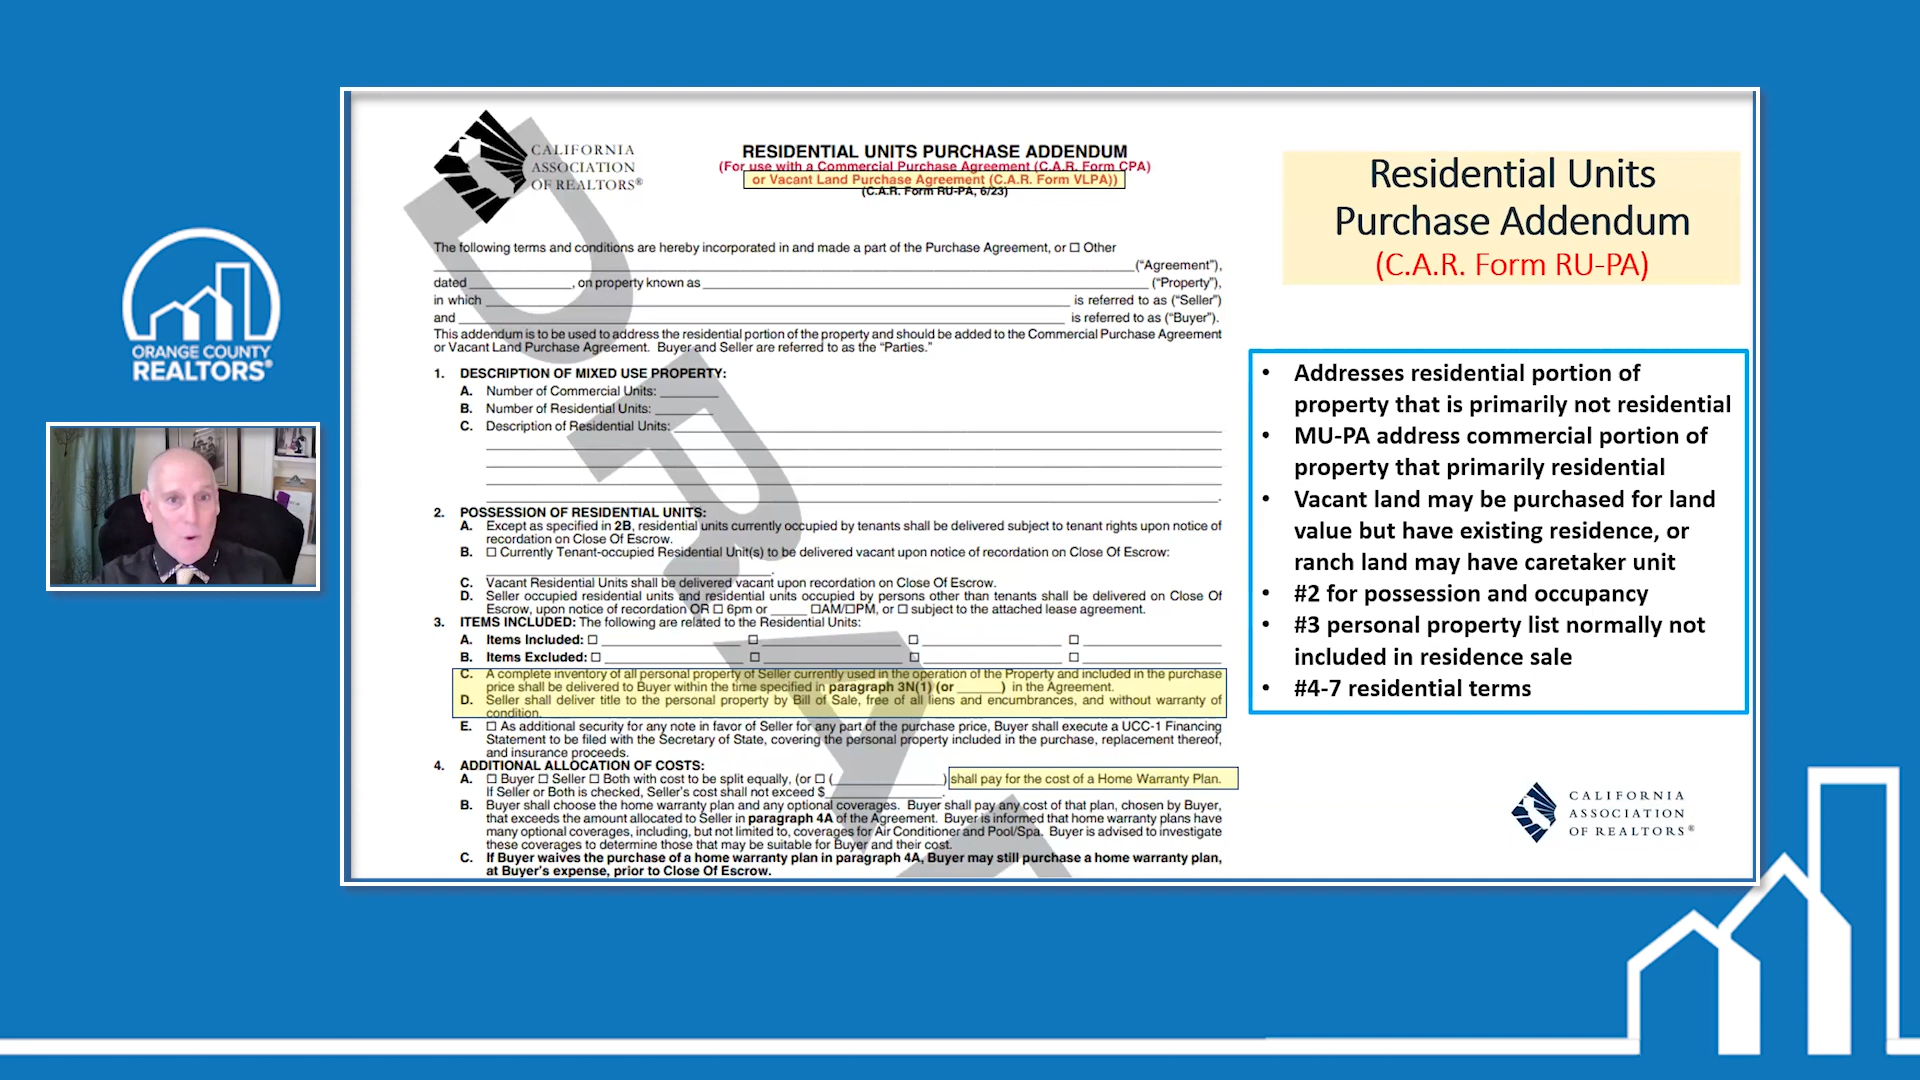 ORANGE COUNTY
REALTORS®
CALIFORNIA
ASSOCIATION
OF REALTORS®
RESIDENTIAL UNITS PURCHASE ADDENDUM
(For use with a Commercial Purchase Agreement (C.A.R. Form CPA)
or Vacant Land Purchase Agreement (C.A.R. Form VLPA))
(C.A.R. Form RU-PA, 6/23)
DRAFT
The following terms and conditions are hereby incorporated in and made a part of the Purchase Agreement, or ☐ Other
("Agreement"),
dated ____________, on property known as ____________ ("Property"),
in which ____________ is referred to as ("Seller")
and ____________ is referred to as ("Buyer").
This addendum is to be used to address the residential portion of the property and should be added to the Commercial Purchase Agreement
or Vacant Land Purchase Agreement. Buyer and Seller are referred to as the "Parties."
1. DESCRIPTION OF MIXED USE PROPERTY:
A. Number of Commercial Units: ________
B. Number of Residential Units: ________
C. Description of Residential Units: ________
2. POSSESSION OF RESIDENTIAL UNITS:
A. Except as specified in 2B, residential units currently occupied by tenants shall be delivered subject to tenant rights upon notice of
recordation on Close Of Escrow.
B. ☐ Currently Tenant-occupied Residential Unit(s) to be delivered vacant upon notice of recordation on Close Of Escrow:
C. Vacant Residential Units shall be delivered vacant upon recordation on Close Of Escrow.
D. Seller occupied residential units and residential units occupied by persons other than tenants shall be delivered on Close Of
Escrow, upon notice of recordation OR ☐ 6pm or _____ ☐AM/☐PM, or ☐ subject to the attached lease agreement.
3. ITEMS INCLUDED: The following are related to the Residential Units:
A. Items Included: ☐ ________ ☐ ________ ☐ ________ ☐ ________
B. Items Excluded: ☐ ________ ☐ ________ ☐ ________ ☐ ________
C. A complete inventory of all personal property of Seller currently used in the operation of the Property and included in the purchase
price shall be delivered to Buyer within the time specified in paragraph 3N(1) (or ______ ) in the Agreement.
D. Seller shall deliver title to the personal property by Bill of Sale, free of all liens and encumbrances, and without warranty of
condition.
E. ☐ As additional security for any note in favor of Seller for any part of the purchase price, Buyer shall execute a UCC-1 Financing
Statement to be filed with the Secretary of State, covering the personal property included in the purchase, replacement thereof,
and insurance proceeds.
4. ADDITIONAL ALLOCATION OF COSTS:
A. ☐ Buyer ☐ Seller ☐ Both with cost to be split equally, (or ☐ (____________) shall pay for the cost of a Home Warranty Plan.
If Seller or Both is checked, Seller's cost shall not exceed $____________.
B. Buyer shall choose the home warranty plan and any optional coverages. Buyer shall pay any cost of that plan, chosen by Buyer,
that exceeds the amount allocated to Seller in paragraph 4A of the Agreement. Buyer is informed that home warranty plans have
many optional coverages, including, but not limited to, coverages for Air Conditioner and Pool/Spa. Buyer is advised to investigate
these coverages to determine those that may be suitable for Buyer and their cost.
C. If Buyer waives the purchase of a home warranty plan in paragraph 4A, Buyer may still purchase a home warranty plan,
at Buyer's expense, prior to Close Of Escrow.
Residential Units
Purchase Addendum
(C.A.R. Form RU-PA)
• Addresses residential portion of
property that is primarily not residential
• MU-PA address commercial portion of
property that primarily residential
• Vacant land may be purchased for land
value but have existing residence, or
ranch land may have caretaker unit
• #2 for possession and occupancy
• #3 personal property list normally not
included in residence sale
• #4-7 residential terms
CALIFORNIA
ASSOCIATION
OF REALTORS®